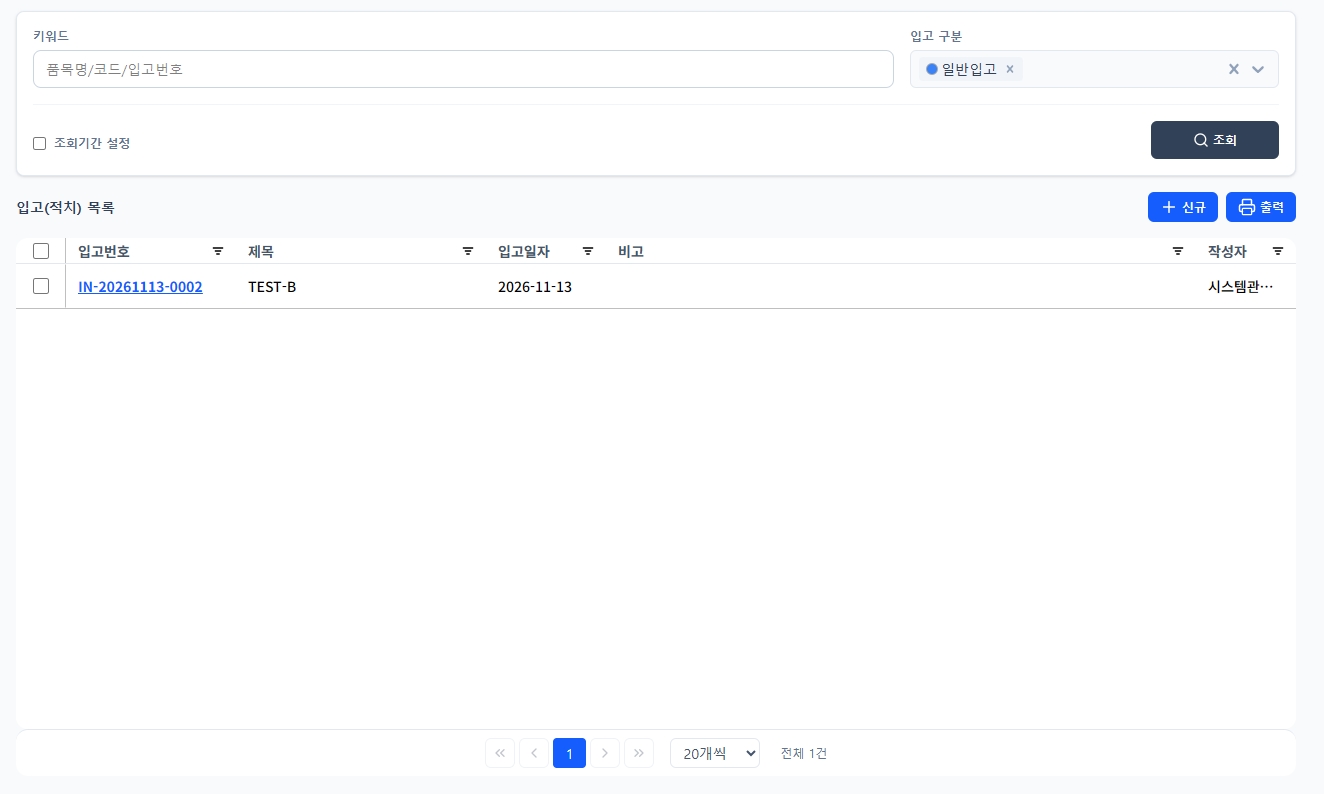 키워드
입고 구분
품목명/코드/입고번호
일반입고
조회기간 설정
조회
입고(적치) 목록
신규
출력
입고번호 제목 입고일자 비고 작성자
IN-20261113-0002 TEST-B 2026-11-13 시스템관…
1
20개씩
전체 1건